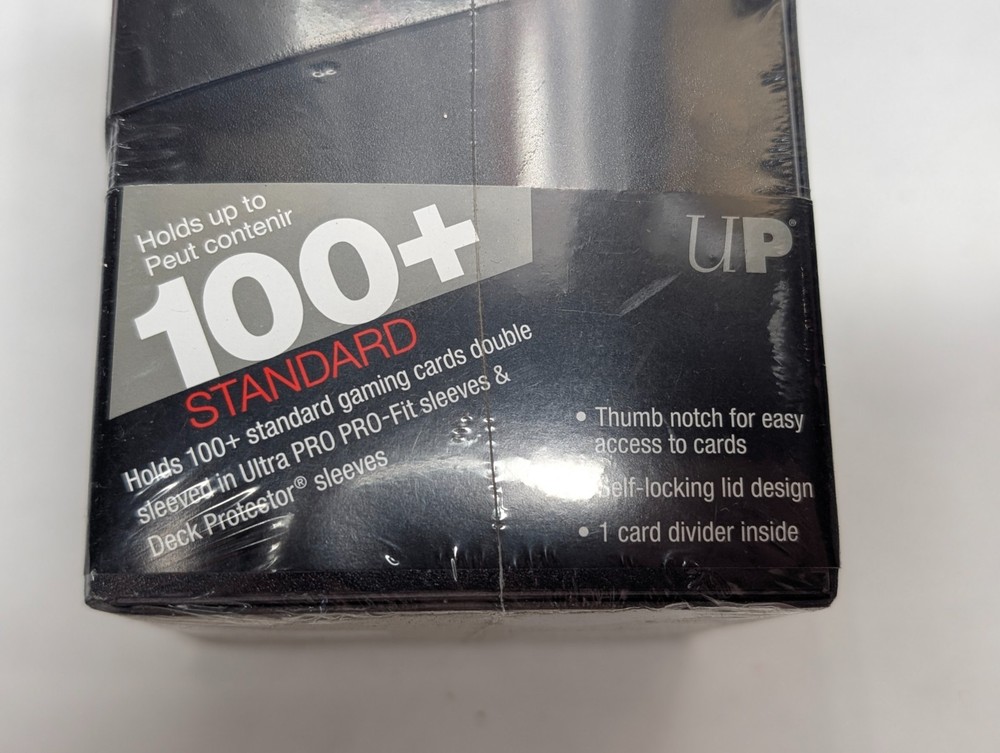 Holds up to
Peut contenir
100+
STANDARD
Holds 100+ standard gaming cards double
sleeved in Ultra PRO PRO-Fit sleeves &
Deck Protector® sleeves
UP®
• Thumb notch for easy
access to cards
• Self-locking lid design
• 1 card divider inside